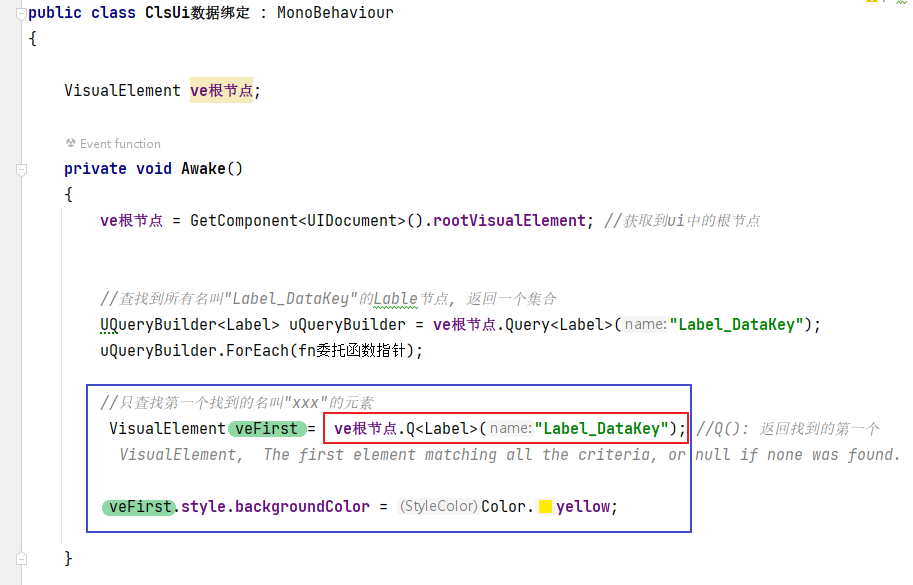 public class ClsUi数据绑定 : MonoBehaviour
{
VisualElement ve根节点;
Event function
private void Awake()
{
ve根节点 = GetComponent<UIDocument>().rootVisualElement; //获取到ui中的根节点
//查找到所有名叫"Label_DataKey"的Lable节点, 返回一个集合
UQueryBuilder<Label> uQueryBuilder = ve根节点.Query<Label>( name: "Label_DataKey");
uQueryBuilder.ForEach(fn委托函数指针);
//只查找第一个找到的名叫"xxx"的元素
VisualElement veFirst = ve根节点.Q<Label>( name: "Label_DataKey"); //Q(): 返回找到的第一个
VisualElement, The first element matching all the criteria, or null if none was found.
veFirst.style.backgroundColor = (StyleColor) Color. yellow;
}